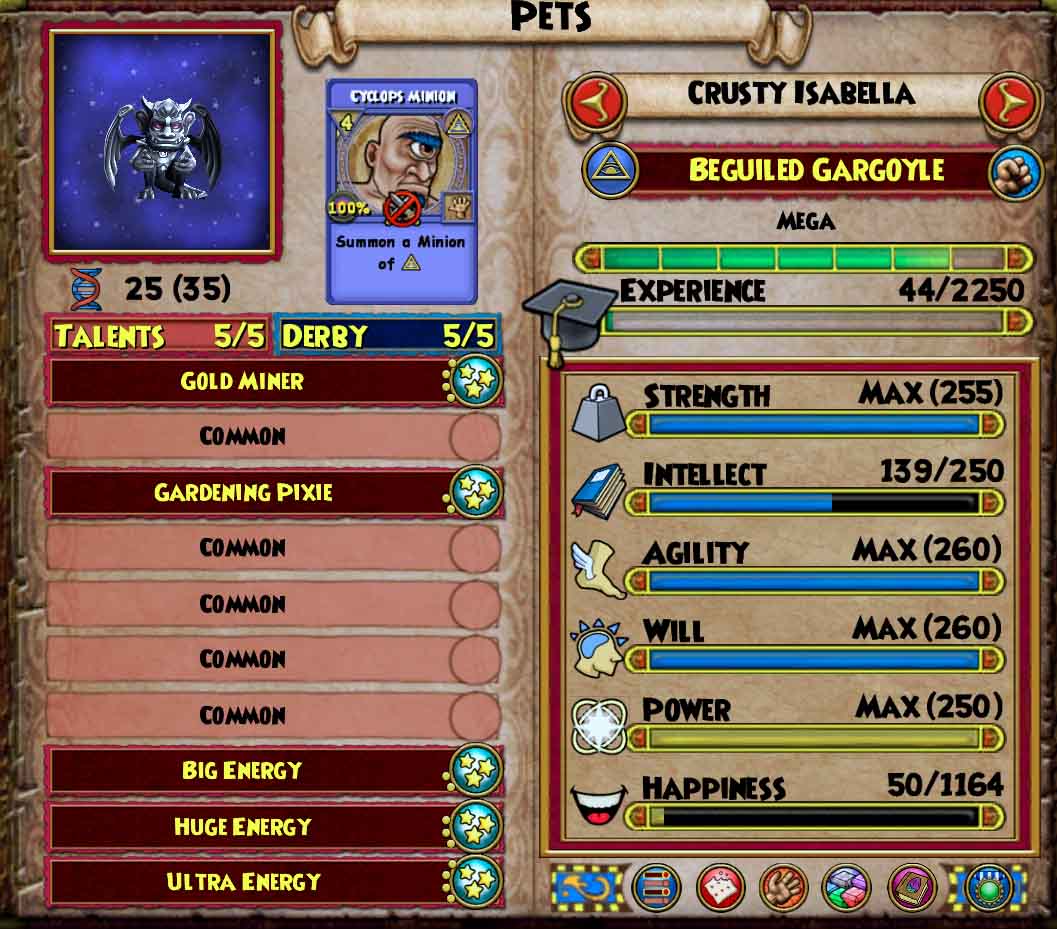 PETS
CYCLOPS MINION
4
100%
Summon a Minion
of
25 (35)
TALENTS 5/5
DERBY 5/5
GOLD MINER
COMMON
GARDENING PIXIE
COMMON
COMMON
COMMON
COMMON
BIG ENERGY
HUGE ENERGY
ULTRA ENERGY
CRUSTY ISABELLA
BEGUILED GARGOYLE
MEGA
EXPERIENCE 44/2250
STRENGTH MAX (255)
INTELLECT 139/250
AGILITY MAX (260)
WILL MAX (260)
POWER MAX (250)
HAPPINESS 50/1164